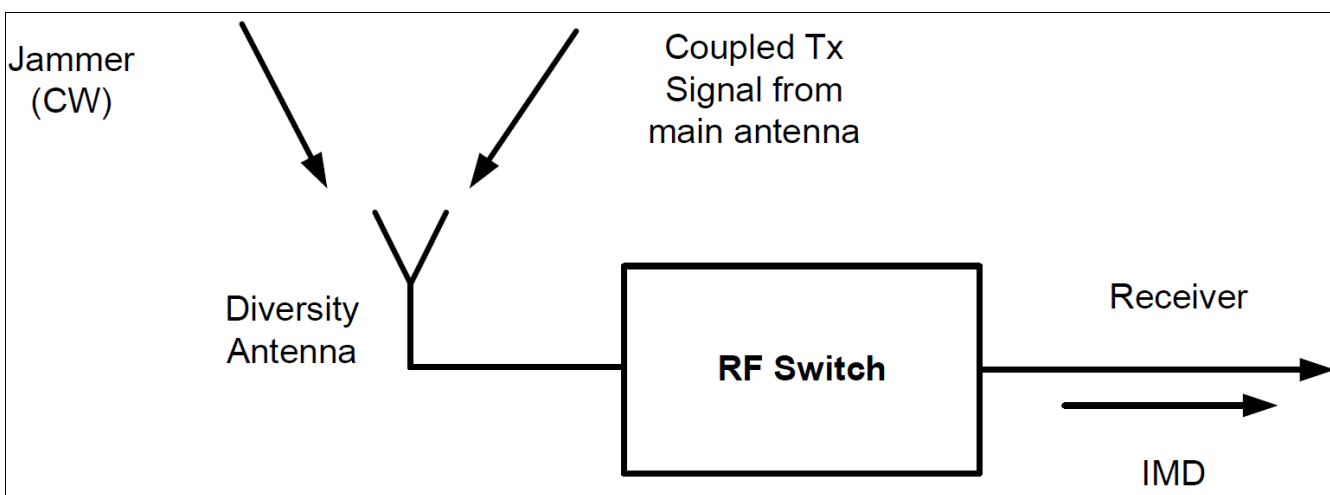 Jammer
(CW)
Coupled Tx
Signal from
main antenna
Diversity
Antenna
RF Switch
Receiver
IMD